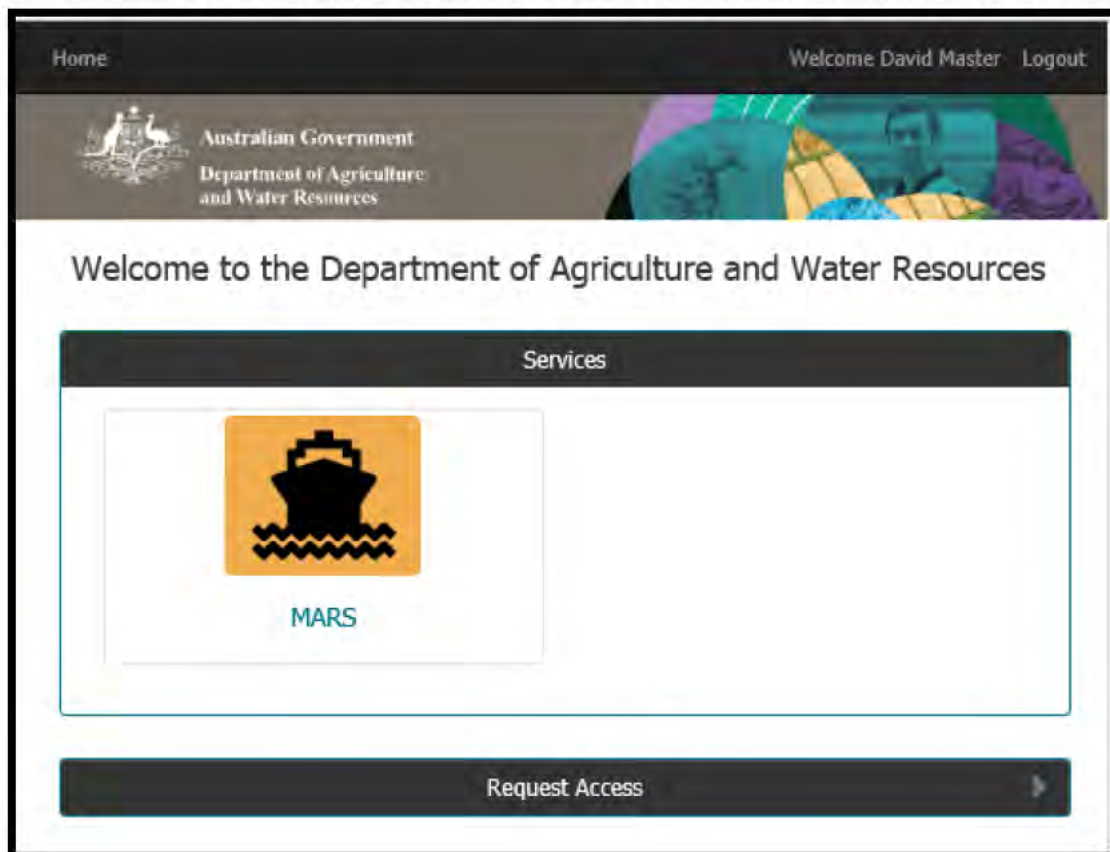 Home
Welcome David Master Logout
Australian Government
Department of Agriculture
and Water Resources
Welcome to the Department of Agriculture and Water Resources
Services
MARS
Request Access